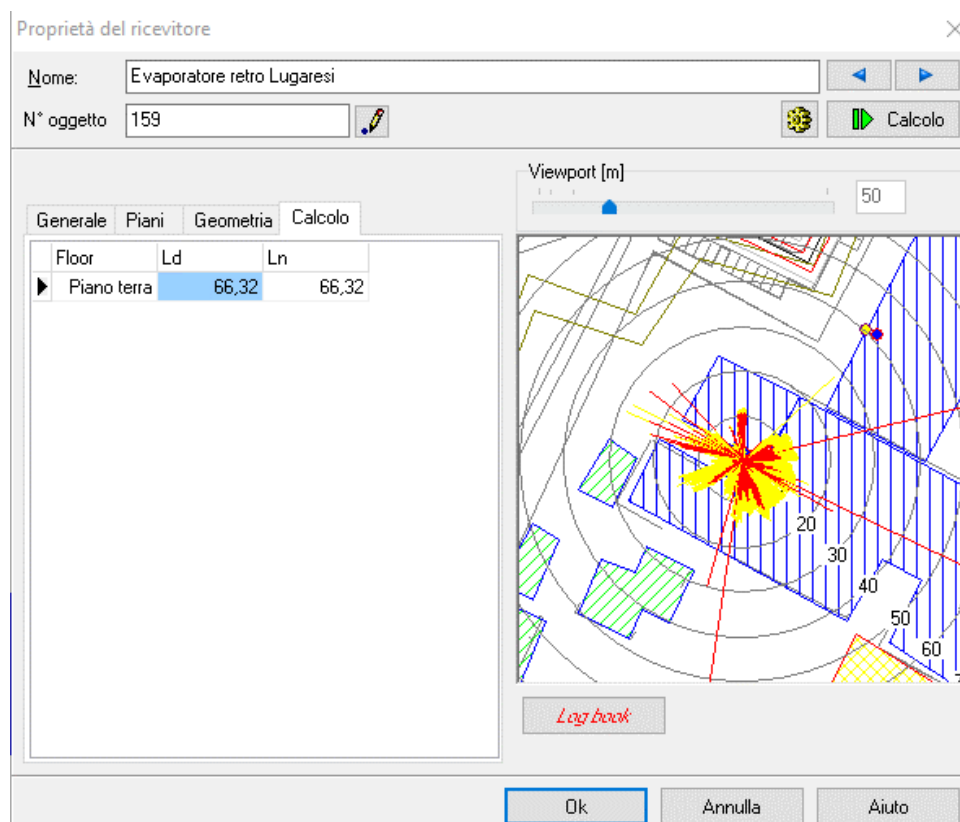 Proprietà del ricevitore
Nome: Evaporatore retro Lugaresi
N° oggetto 159 Calcolo
Viewport [m]
50
Generale Piani Geometria Calcolo
Floor Ld Ln
Piano terra 66,32 66,32
20
30
40
50
60
Log book
Ok Annulla Aiuto